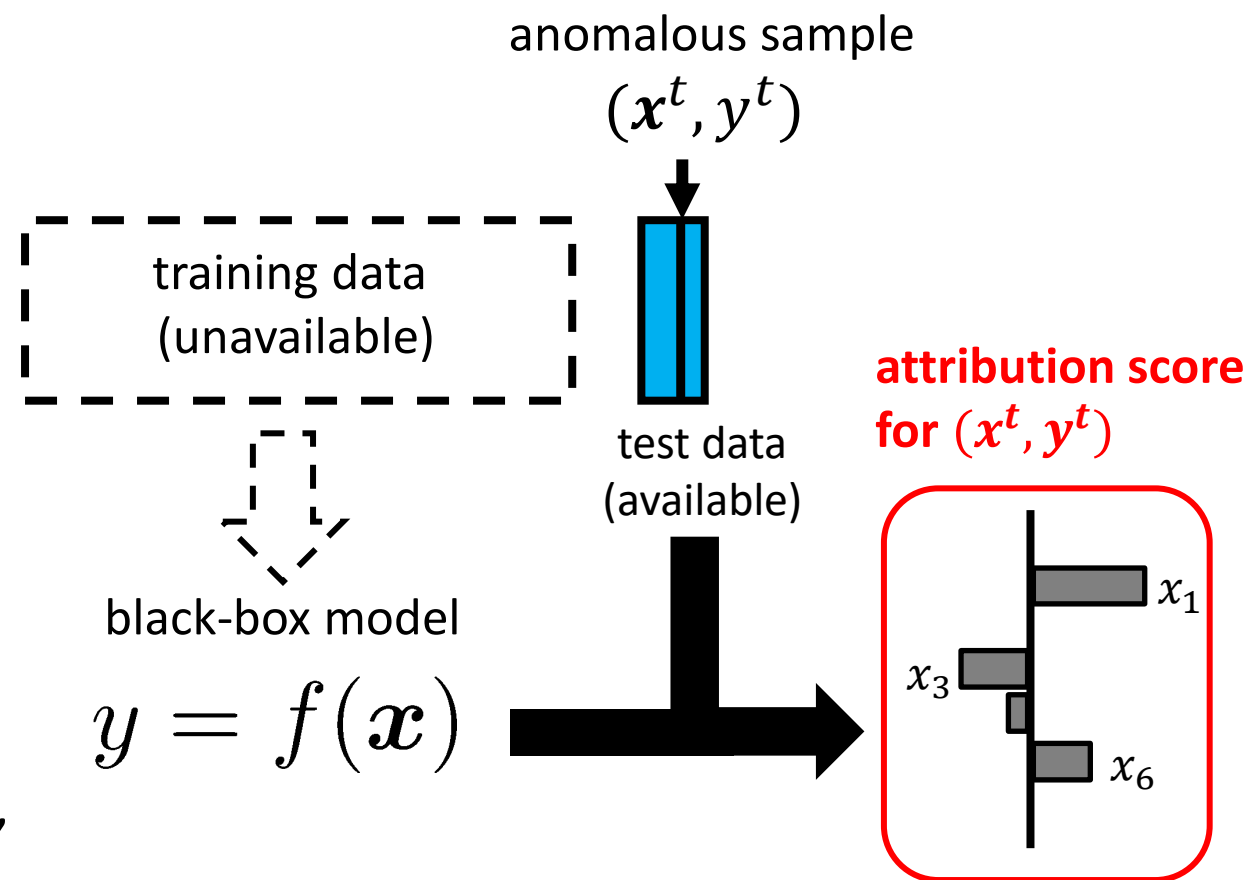 anomalous sample
(𝒙ᵗ, yᵗ)
training data
(unavailable)
test data
(available)
attribution score
for (𝒙ᵗ, yᵗ)
black-box model
y = f(𝒙)
x₁
x₃
x₆